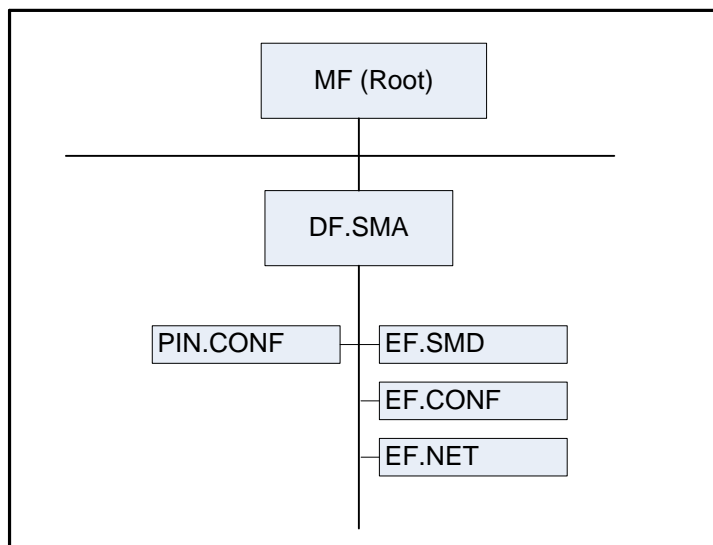 MF (Root)
DF.SMA
PIN.CONF
EF.SMD
EF.CONF
EF.NET